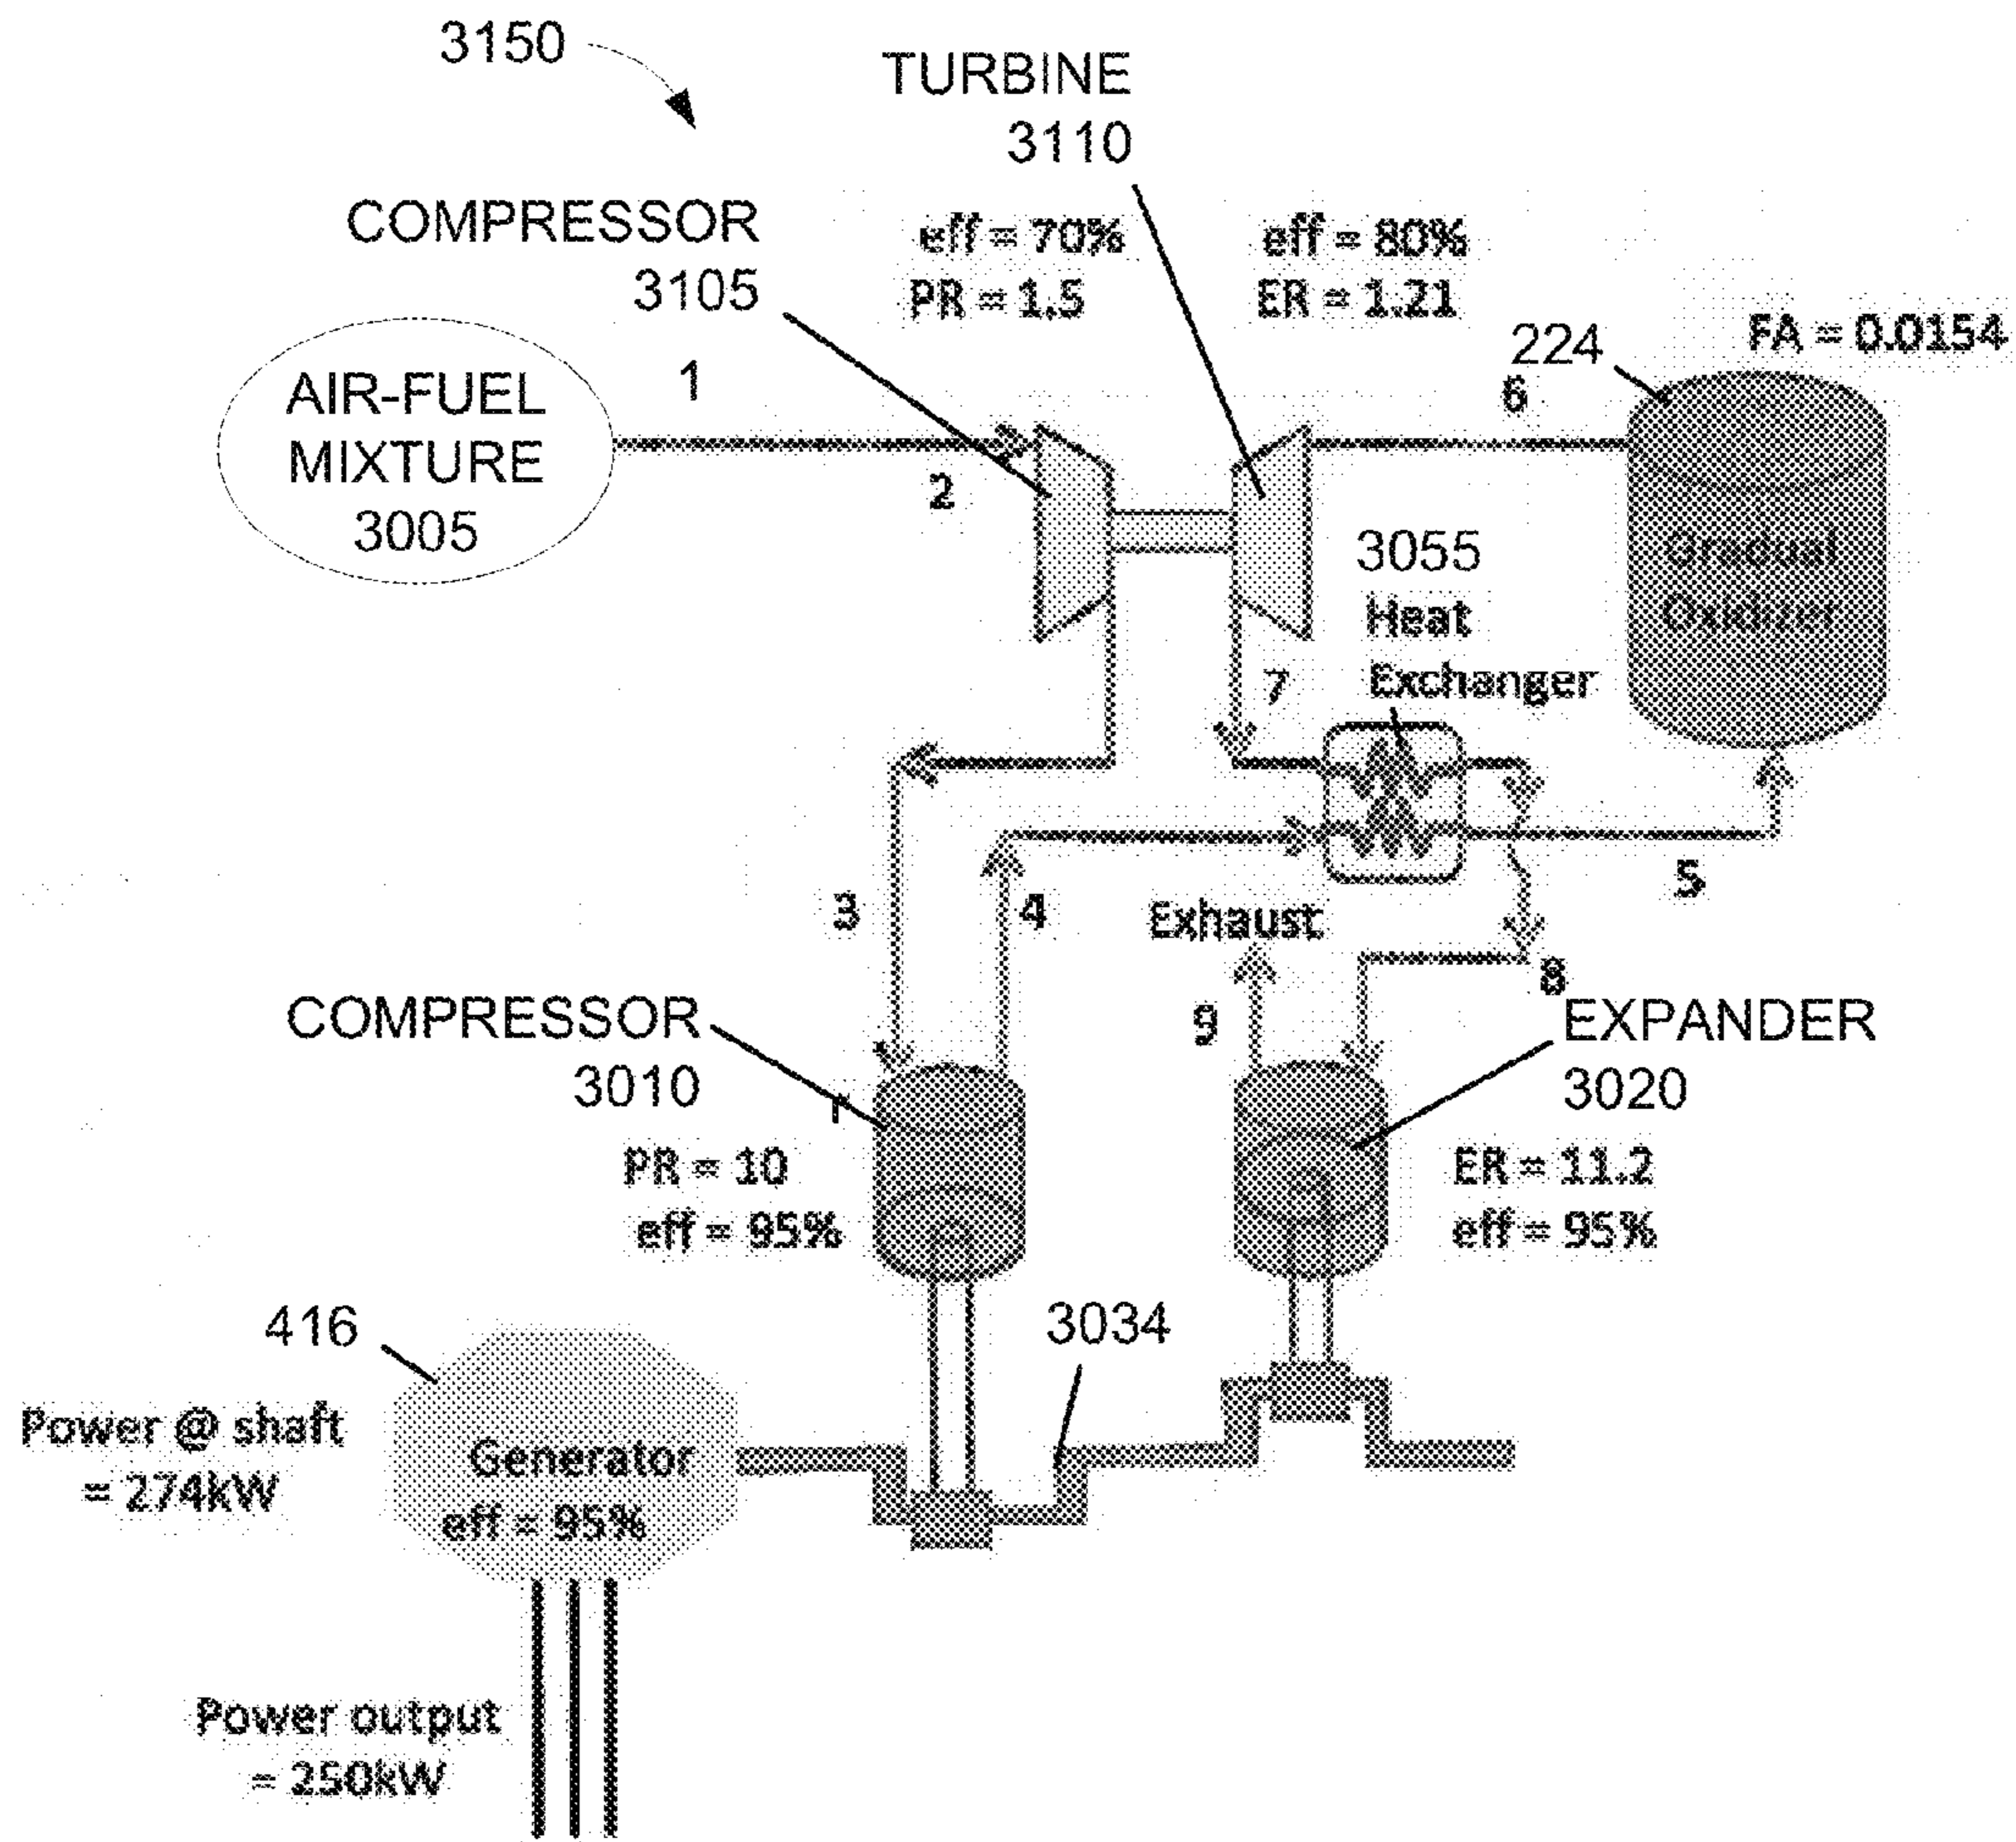 3150
TURBINE
3110
COMPRESSOR
3105
eff = 70%
PR = 1.5
eff = 80%
ER = 1.21
FA = 0.0154
224
6
AIR-FUEL
MIXTURE
3005
1
2
3055
Heat
Exchanger
Gradual
Oxidizer
7
3
4
5
Exhaust
8
9
COMPRESSOR
3010
PR = 10
eff = 95%
EXPANDER
3020
ER = 11.2
eff = 95%
416
3034
Power @ shaft
= 274kW
Generator
eff = 95%
Power output
= 250kW